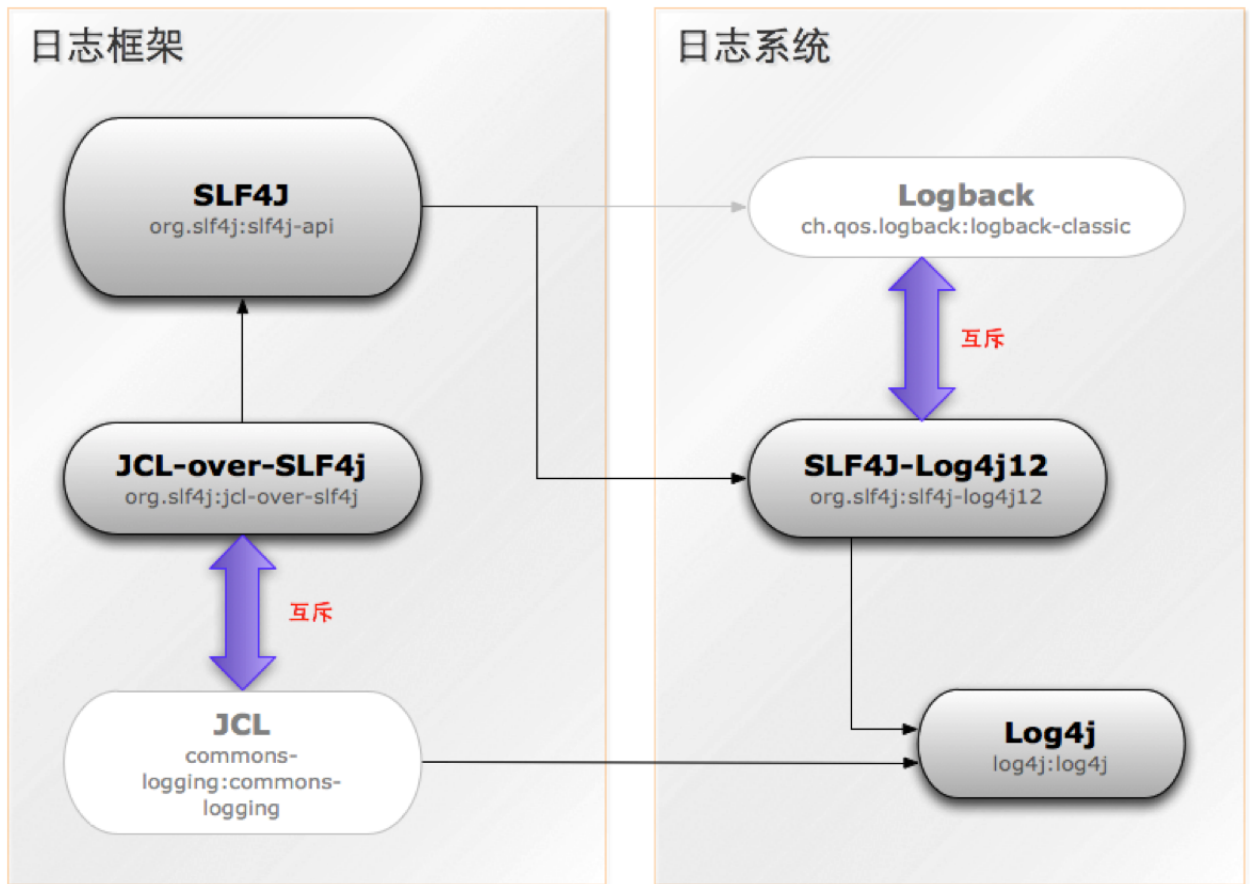 日志框架
SLF4J
org.slf4j:slf4j-api
JCL-over-SLF4j
org.slf4j:jcl-over-slf4j
互斥
JCL
commons-
logging:commons-
logging
日志系统
Logback
ch.qos.logback:logback-classic
互斥
SLF4J-Log4j12
org.slf4j:slf4j-log4j12
Log4j
log4j:log4j